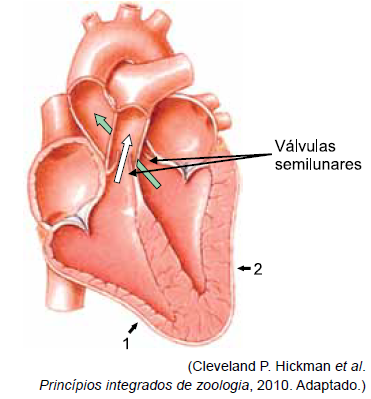 Válvulas
semilunares
2
1
(Cleveland P. Hickman et al.
Princípios integrados de zoologia, 2010. Adaptado.)